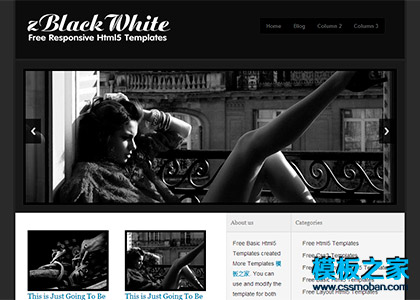 zBlackWhite
Free Responsive Html5 Templates
Home
Blog
Column 2
Column 3
This is Just Going To Be
This is Just Going To Be
About us
Free Basic Html5
Templates created
More Templates 模
板之家. You can
use and modify the
template for both
Categories
Free Html5 Templates
Free Layout Html5 Templates
模板之家
www.cssmoban.com